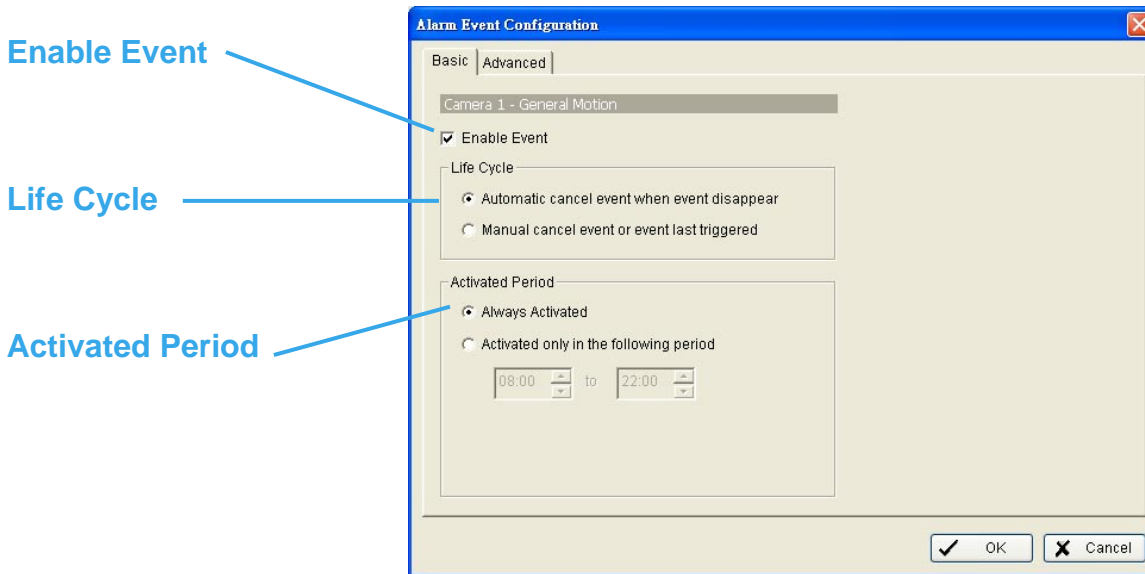 Alarm Event Configuration
Enable Event
Basic Advanced
Camera 1 - General Motion
Enable Event
Life Cycle
Life Cycle
Automatic cancel event when event disappear
Manual cancel event or event last triggered
Activated Period
Always Activated
Activated Period
Activated only in the following period
08:00 to 22:00
OK Cancel